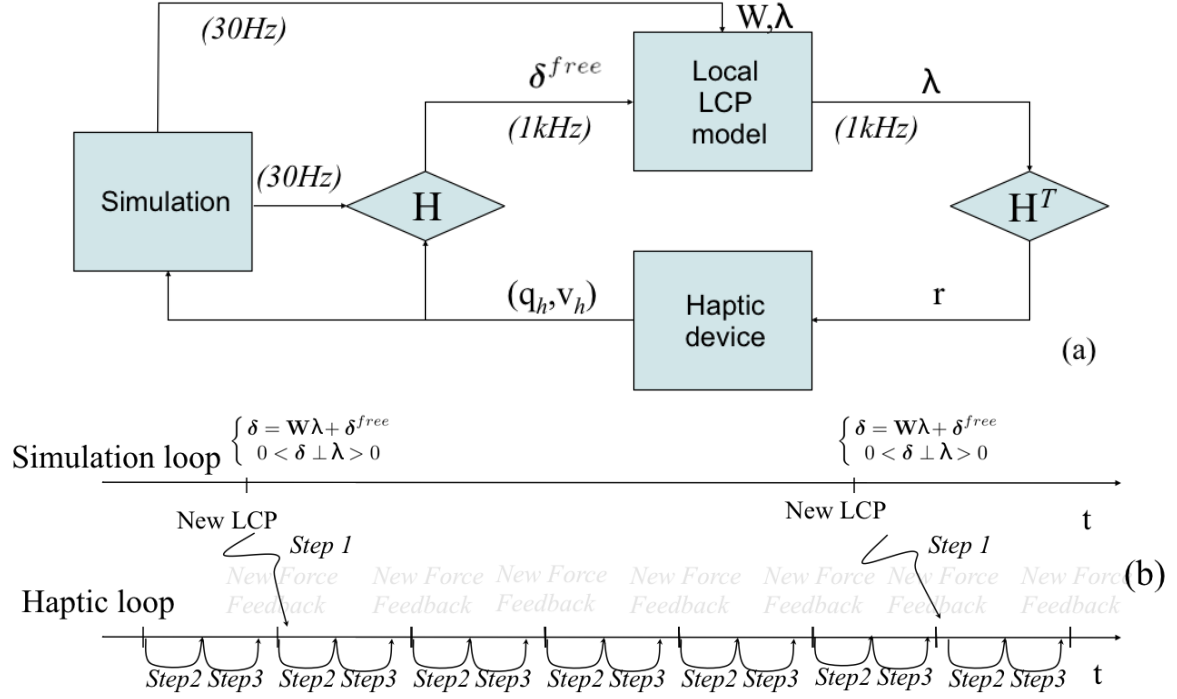 (30Hz)
W,λ
δ^{free}
(1kHz)
Local
LCP
model
λ
(1kHz)
Simulation
(30Hz)
H
H^T
(q_h,v_h)
Haptic
device
r
(a)
Simulation loop
{ δ = Wλ + δ^{free}
0 < δ ⊥ λ > 0
{ δ = Wλ + δ^{free}
0 < δ ⊥ λ > 0
New LCP
New LCP
t
Step 1
Step 1
(b)
Haptic loop
New Force
Feedback
New Force
Feedback
New Force
Feedback
New Force
Feedback
New Force
Feedback
New Force
Feedback
New Force
Feedback
Step2 Step3 Step2 Step3 Step2 Step3 Step2 Step3 Step2 Step3 Step2 Step3 Step2 Step3
t